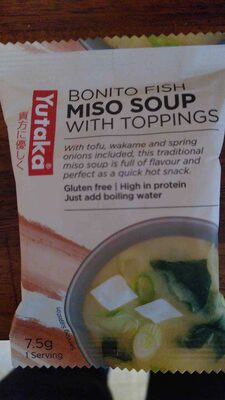 BONITO FISH
MISO SOUP
WITH TOPPINGS
With tofu, wakame and spring
onions included, this traditional
miso soup is full of flavour and
perfect as a quick hot snack.
Gluten free | High in protein
Just add boiling water
Yutaka
貴方に優しく
7.5g
1 Serving
Serving suggestion